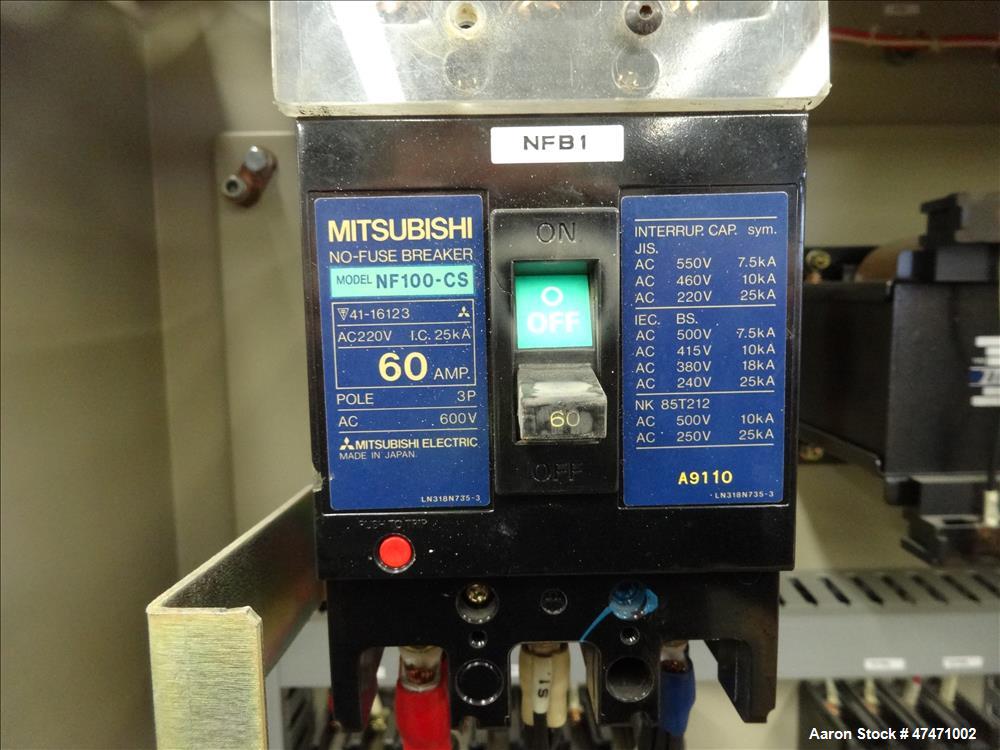 NFB1
MITSUBISHI
NO-FUSE BREAKER
MODEL NF100-CS
41-16123
AC220V I.C. 25kA
60 AMP.
POLE 3P
AC 600V
MITSUBISHI ELECTRIC
MADE IN JAPAN
LN318N735-3
PUSH TO TRIP
ON
O
OFF
60
OFF
INTERRUP. CAP. sym.
JIS.
AC 550V 7.5kA
AC 460V 10kA
AC 220V 25kA
IEC. BS.
AC 500V 7.5kA
AC 415V 10kA
AC 380V 18kA
AC 240V 25kA
NK 85T212
AC 500V 10kA
AC 250V 25kA
A9110
LN318N735-3
Aaron Stock # 47471002